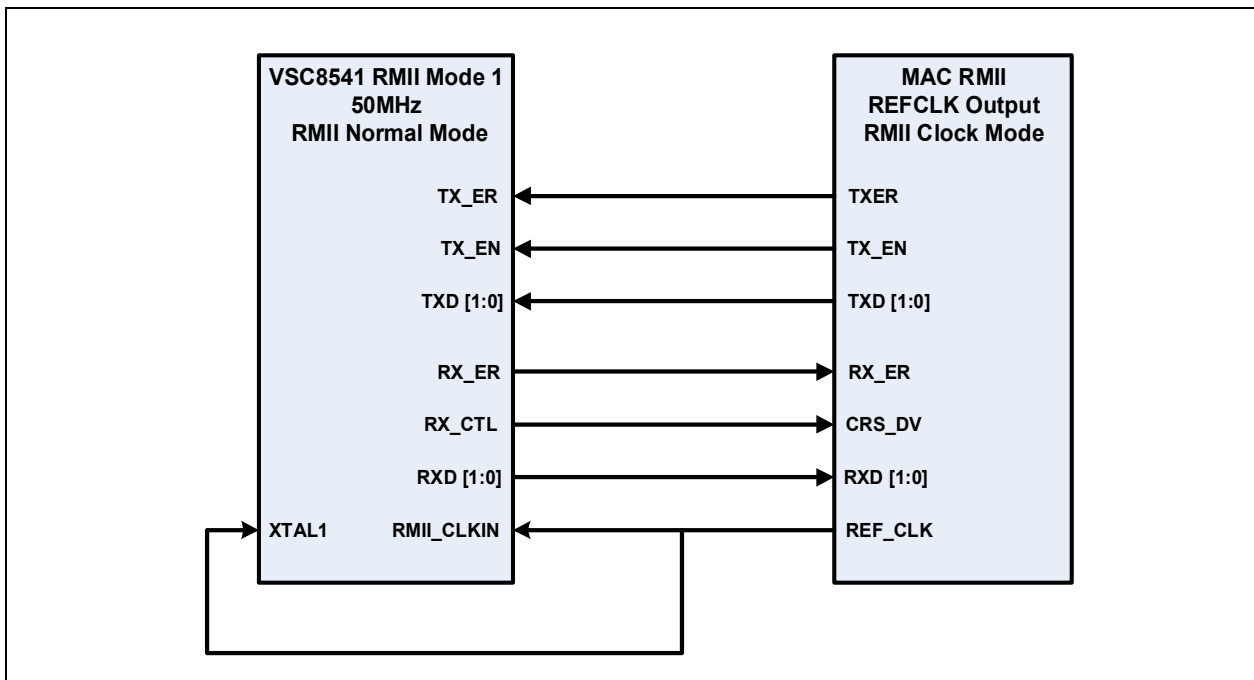 VSC8541 RMII Mode 1
50MHz
RMII Normal Mode
MAC RMII
REFCLK Output
RMII Clock Mode
TX_ER
TXER
TX_EN
TX_EN
TXD [1:0]
TXD [1:0]
RX_ER
RX_ER
RX_CTL
CRS_DV
RXD [1:0]
RXD [1:0]
XTAL1
RMII_CLKIN
REF_CLK